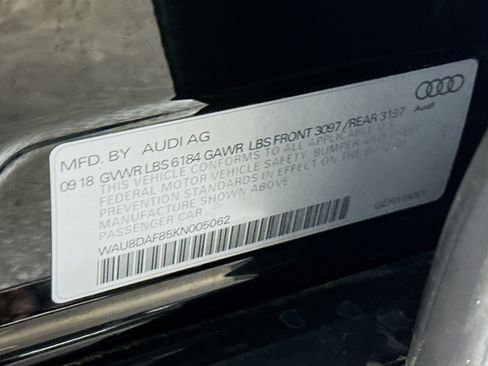 MFD. BY AUDI AG
Audi
09 18 GVWR LBS 6184 GAWR LBS FRONT 3097 / REAR 3197
THIS VEHICLE CONFORMS TO ALL APPLICABLE
FEDERAL MOTOR VEHICLE SAFETY, BUMPER AND THEFT
PREVENTION STANDARDS IN EFFECT ON THE DATE OF
MANUFACTURE SHOWN ABOVE
PASSENGER CAR
WAU8DAF85KN005062
GERMANY